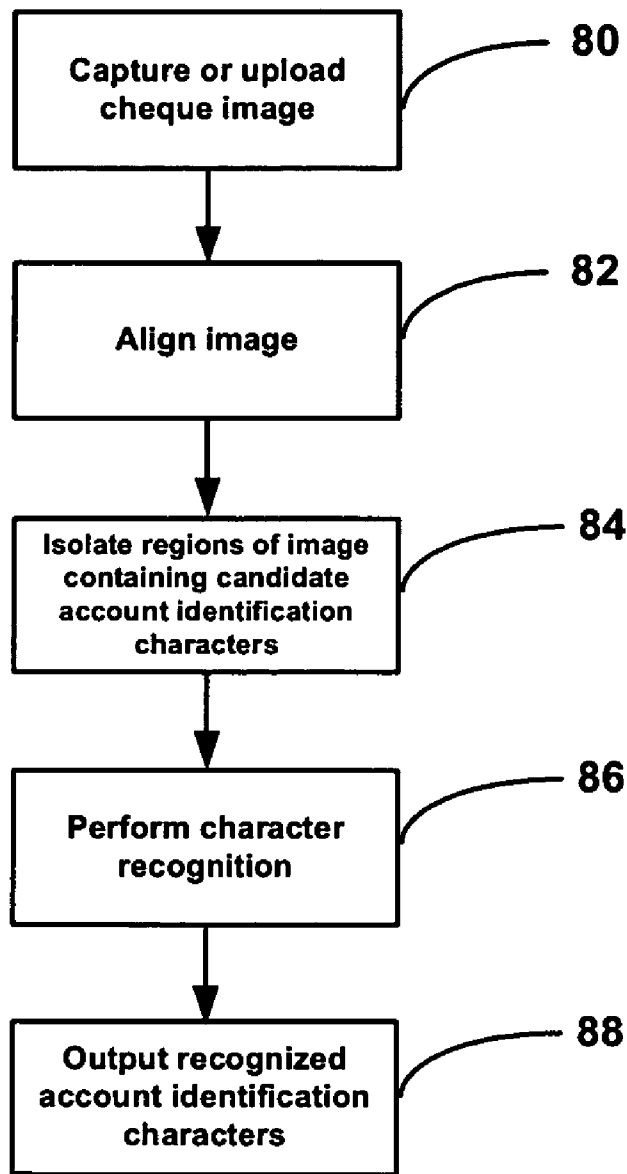 Capture or upload
cheque image
80
Align image
82
Isolate regions of image
containing candidate
account identification
characters
84
Perform character
recognition
86
Output recognized
account identification
characters
88